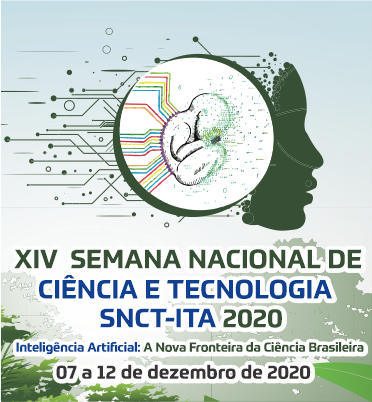 XIV SEMANA NACIONAL DE
CIÊNCIA E TECNOLOGIA
SNCT-ITA 2020
Inteligência Artificial: A Nova Fronteira da Ciência Brasileira
07 a 12 de dezembro de 2020